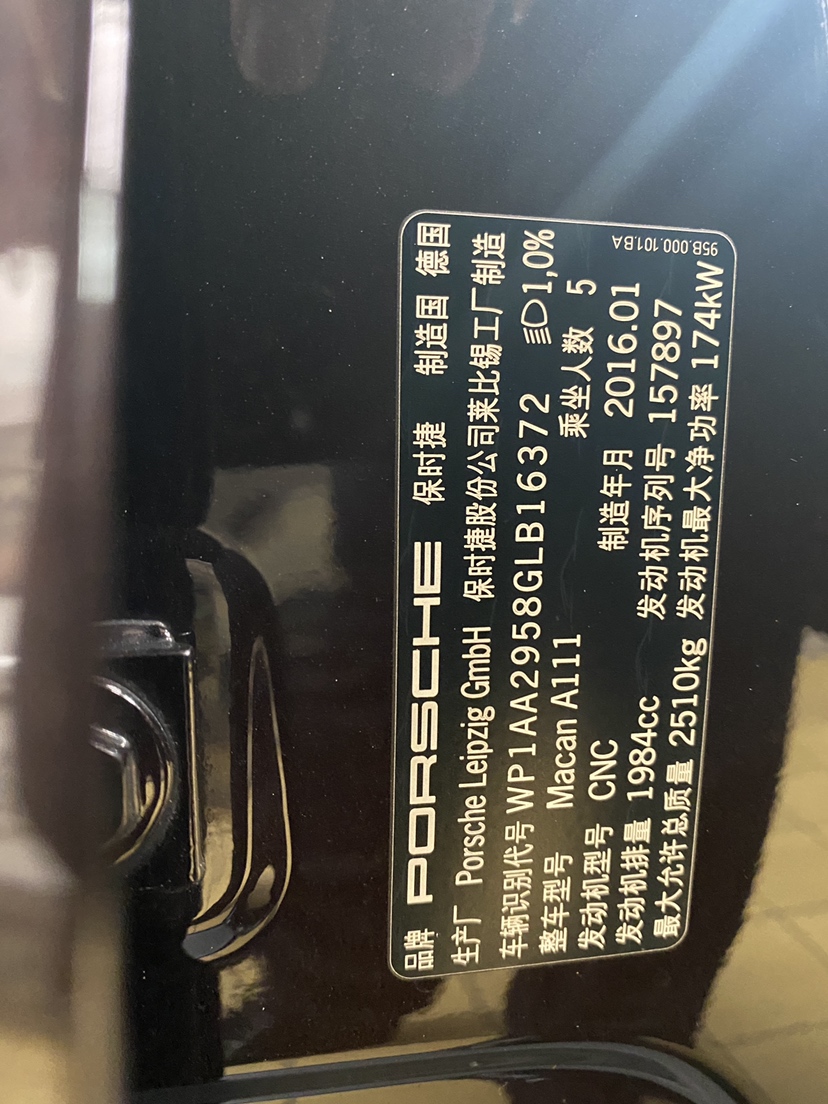 品牌 PORSCHE 保时捷 制造国 德国
生产厂 Porsche Leipzig GmbH 保时捷股份公司莱比锡工厂制造
车辆识别代号 WP1AA2958GLB16372 1,0%
整车型号 Macan A111 乘坐人数 5
发动机型号 CNC 制造年月 2016.01
发动机排量 1984cc 发动机序列号 157897
最大允许总质量 2510kg 发动机最大净功率 174kW
95B.000.101.BA